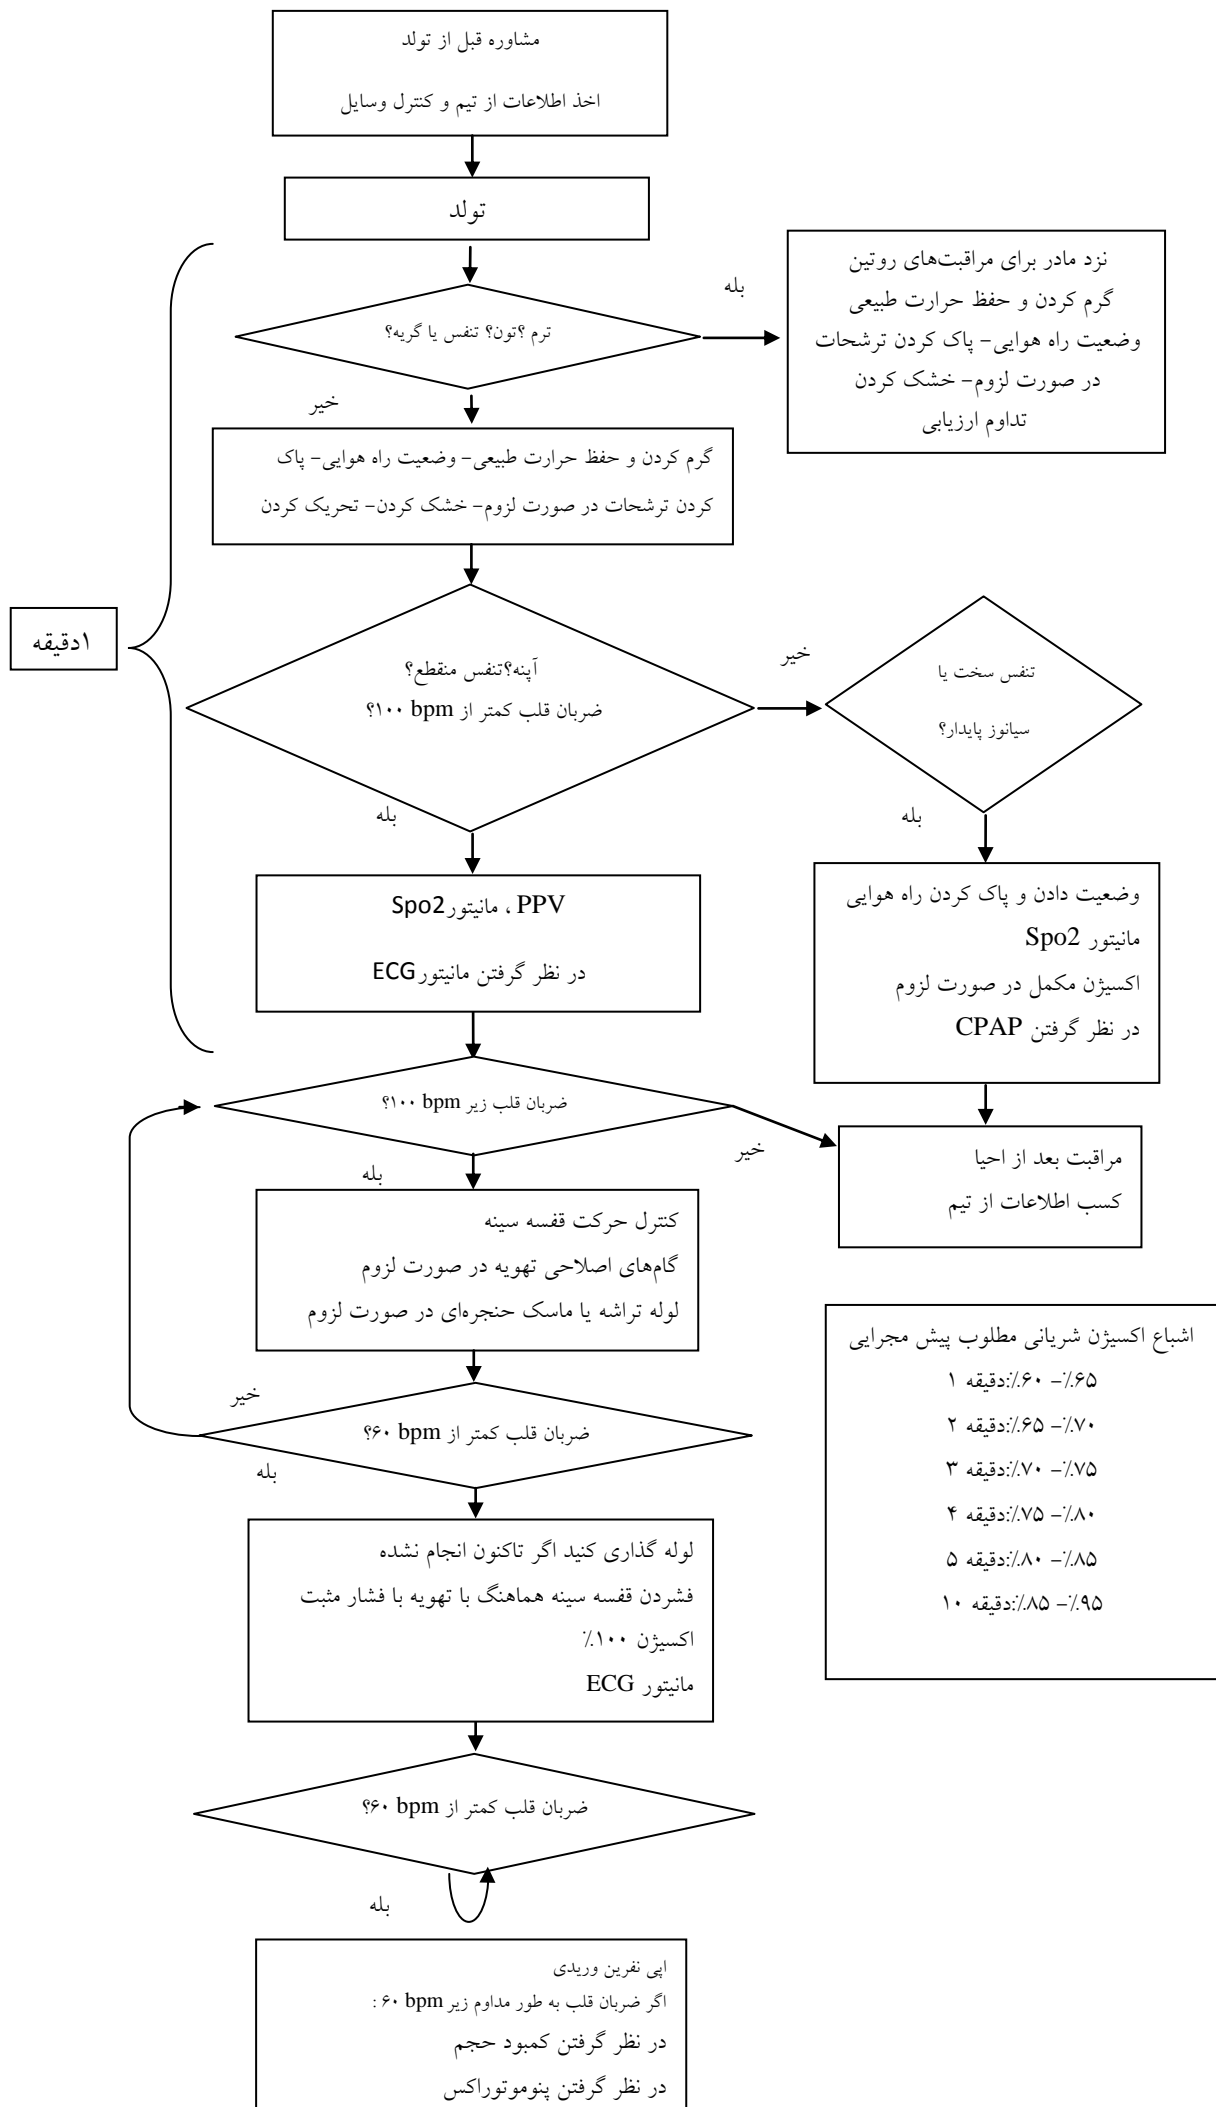 مشاوره قبل از تولد
اخذ اطلاعات از تیم و کنترل وسایل
تولد
ترم ؟تون؟ تنفس یا گریه؟
بله
نزد مادر برای مراقبت‌های روتین
گرم کردن و حفظ حرارت طبیعی
وضعیت راه هوایی- پاک کردن ترشحات
در صورت لزوم- خشک کردن
تداوم ارزیابی
خیر
گرم کردن و حفظ حرارت طبیعی- وضعیت راه هوایی- پاک
کردن ترشحات در صورت لزوم- خشک کردن- تحریک کردن
۱دقیقه
آپنه؟تنفس منقطع؟
ضربان قلب کمتر از ۱۰۰ bpm؟
خیر
تنفس سخت یا
سیانوز پایدار؟
بله
بله
PPV ، مانیتورSpo2
در نظر گرفتن مانیتورECG
وضعیت دادن و پاک کردن راه هوایی
مانیتور Spo2
اکسیژن مکمل در صورت لزوم
در نظر گرفتن CPAP
ضربان قلب زیر ۱۰۰ bpm؟
خیر
بله
مراقبت بعد از احیا
کسب اطلاعات از تیم
کنترل حرکت قفسه سینه
گام‌های اصلاحی تهویه در صورت لزوم
لوله تراشه یا ماسک حنجره‌ای در صورت لزوم
اشباع اکسیژن شریانی مطلوب پیش مجرایی
۱ دقیقه:٪۶۰ -٪۶۵
۲ دقیقه:٪۶۵ -٪۷۰
۳ دقیقه:٪۷۰ -٪۷۵
۴ دقیقه:٪۷۵ -٪۸۰
۵ دقیقه:٪۸۰ -٪۸۵
۱۰ دقیقه:٪۸۵ -٪۹۵
خیر
ضربان قلب کمتر از ۶۰ bpm؟
بله
لوله گذاری کنید اگر تاکنون انجام نشده
فشردن قفسه سینه هماهنگ با تهویه با فشار مثبت
اکسیژن ۱۰۰٪
مانیتور ECG
ضربان قلب کمتر از ۶۰ bpm؟
بله
اپی نفرین وریدی
اگر ضربان قلب به طور مداوم زیر ۶۰ bpm :
در نظر گرفتن کمبود حجم
در نظر گرفتن پنوموتوراکس